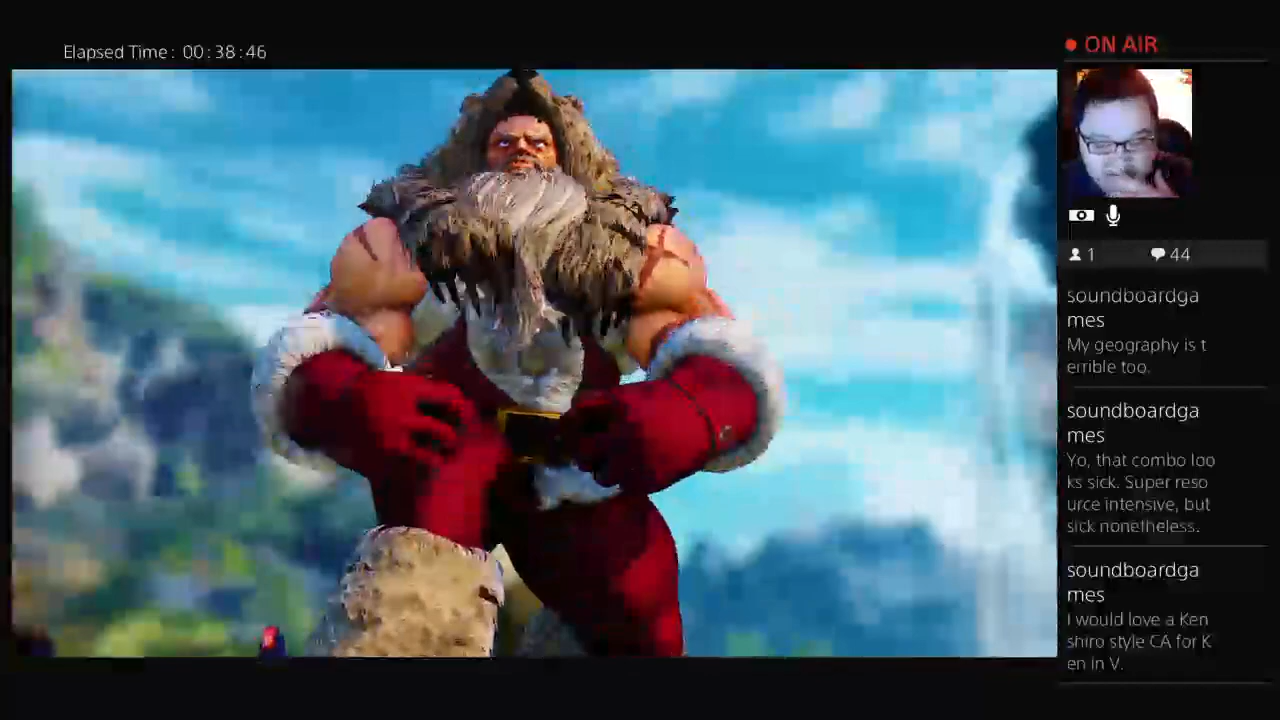 Elapsed Time: 00:38:46
ON AIR
1 44
soundboardga
mes
My geography is t
errible too.
soundboardga
mes
Yo, that combo loo
ks sick. Super reso
urce intensive, but
sick nonetheless.
soundboardga
mes
I would love a Ken
shiro style CA for K
en in V.